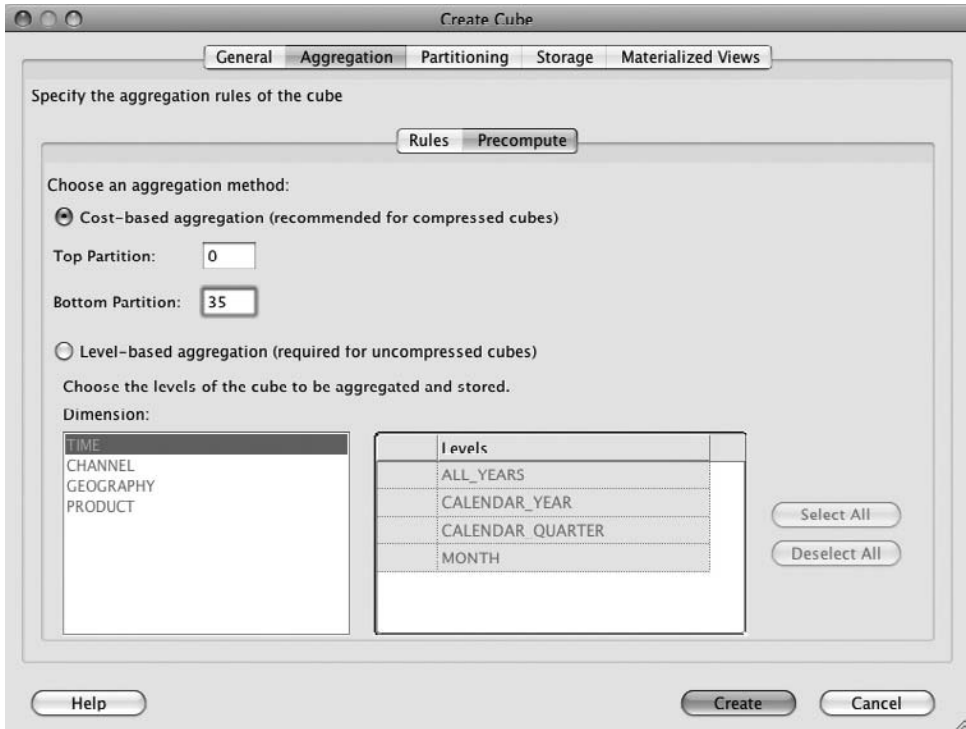 Create Cube
General Aggregation Partitioning Storage Materialized Views
Specify the aggregation rules of the cube
Rules Precompute
Choose an aggregation method:
Cost-based aggregation (recommended for compressed cubes)
Top Partition: 0
Bottom Partition: 35
Level-based aggregation (required for uncompressed cubes)
Choose the levels of the cube to be aggregated and stored.
Dimension:
TIME
CHANNEL
GEOGRAPHY
PRODUCT
Levels
ALL_YEARS
CALENDAR_YEAR
CALENDAR_QUARTER
MONTH
Select All
Deselect All
Help Create Cancel